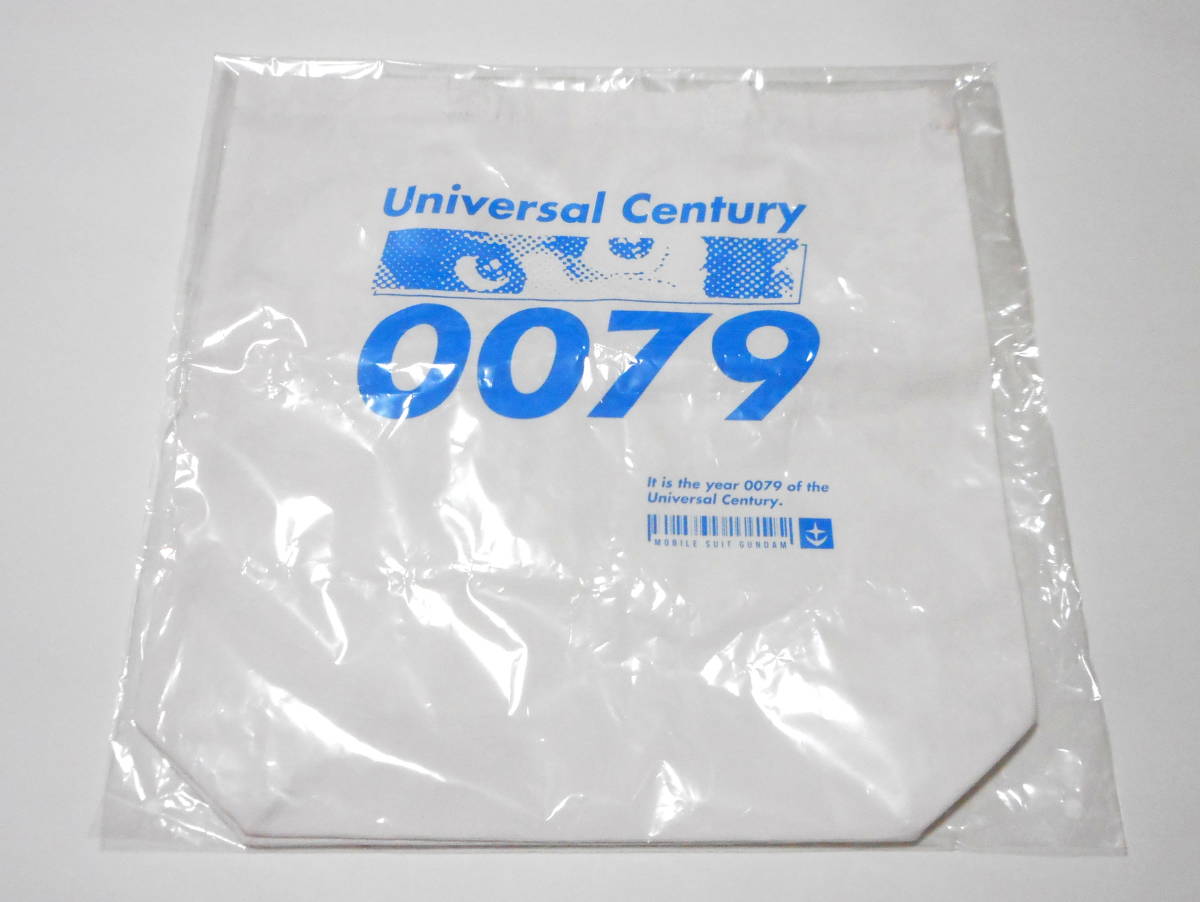 Universal Century
0079
It is the year 0079 of the
Universal Century.
MOBILE SUIT GUNDAM